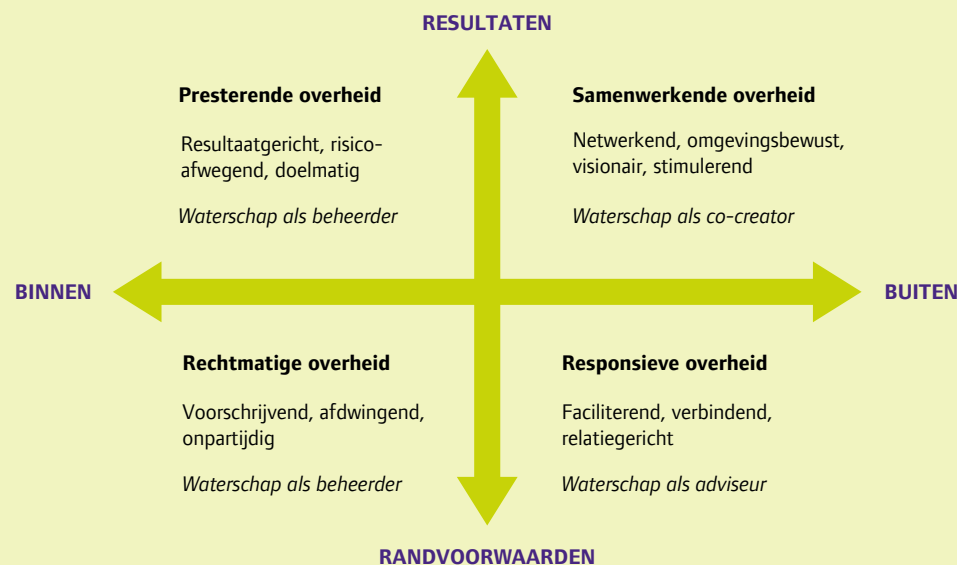 RESULTATEN
Presterende overheid
Resultaatgericht, risico-
afwegend, doelmatig
Waterschap als beheerder
Samenwerkende overheid
Netwerkend, omgevingsbewust,
visionair, stimulerend
Waterschap als co-creator
BINNEN
BUITEN
Rechtmatige overheid
Voorschrijvend, afdwingend,
onpartijdig
Waterschap als beheerder
Responsieve overheid
Faciliterend, verbindend,
relatiegericht
Waterschap als adviseur
RANDVOORWAARDEN